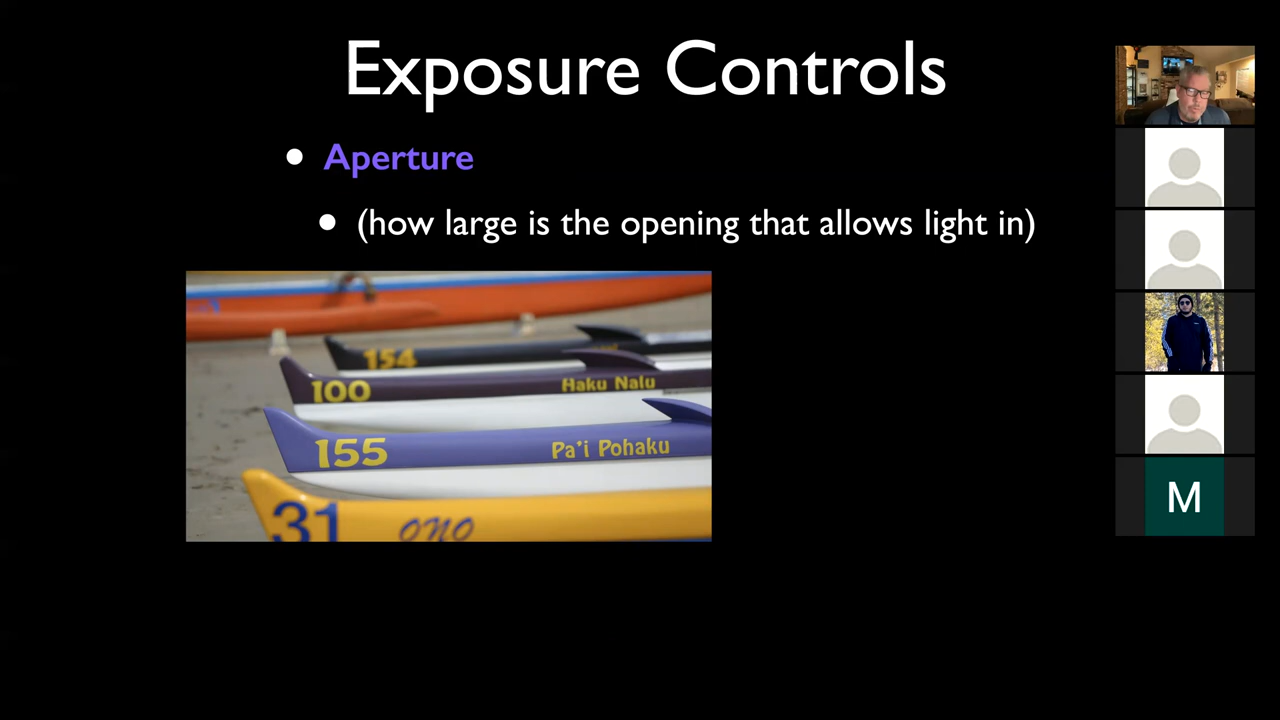 Exposure Controls
Aperture
(how large is the opening that allows light in)
154
100 Haku Nalu
155 Pa'i Pohaku
31 ono
M